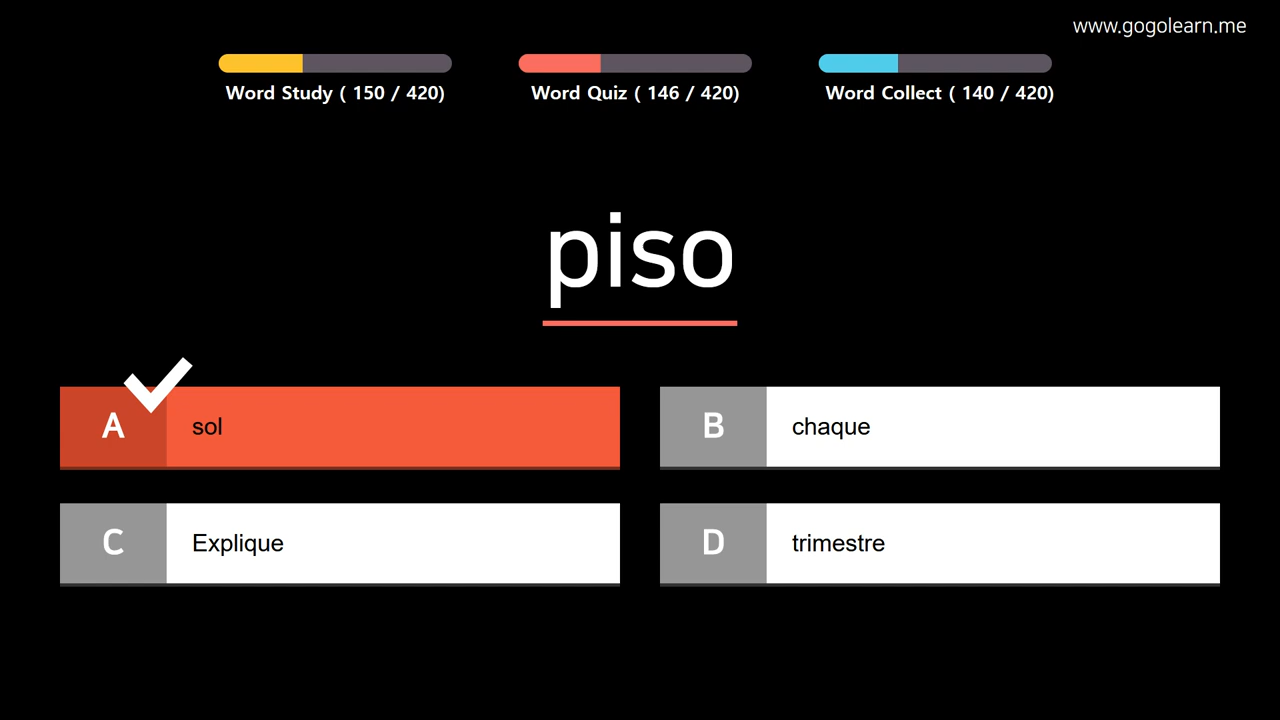 www.gogolearn.me
Word Study ( 150 / 420)
Word Quiz ( 146 / 420)
Word Collect ( 140 / 420)
piso
A sol
B chaque
C Explique
D trimestre